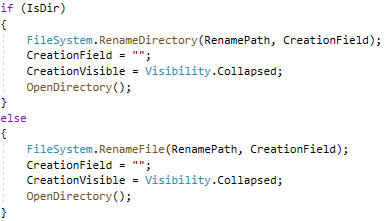 if (IsDir)
{
    FileSystem.RenameDirectory(RenamePath, CreationField);
    CreationField = "";
    CreationVisible = Visibility.Collapsed;
    OpenDirectory();
}
else
{
    FileSystem.RenameFile(RenamePath, CreationField);
    CreationField = "";
    CreationVisible = Visibility.Collapsed;
    OpenDirectory();
}